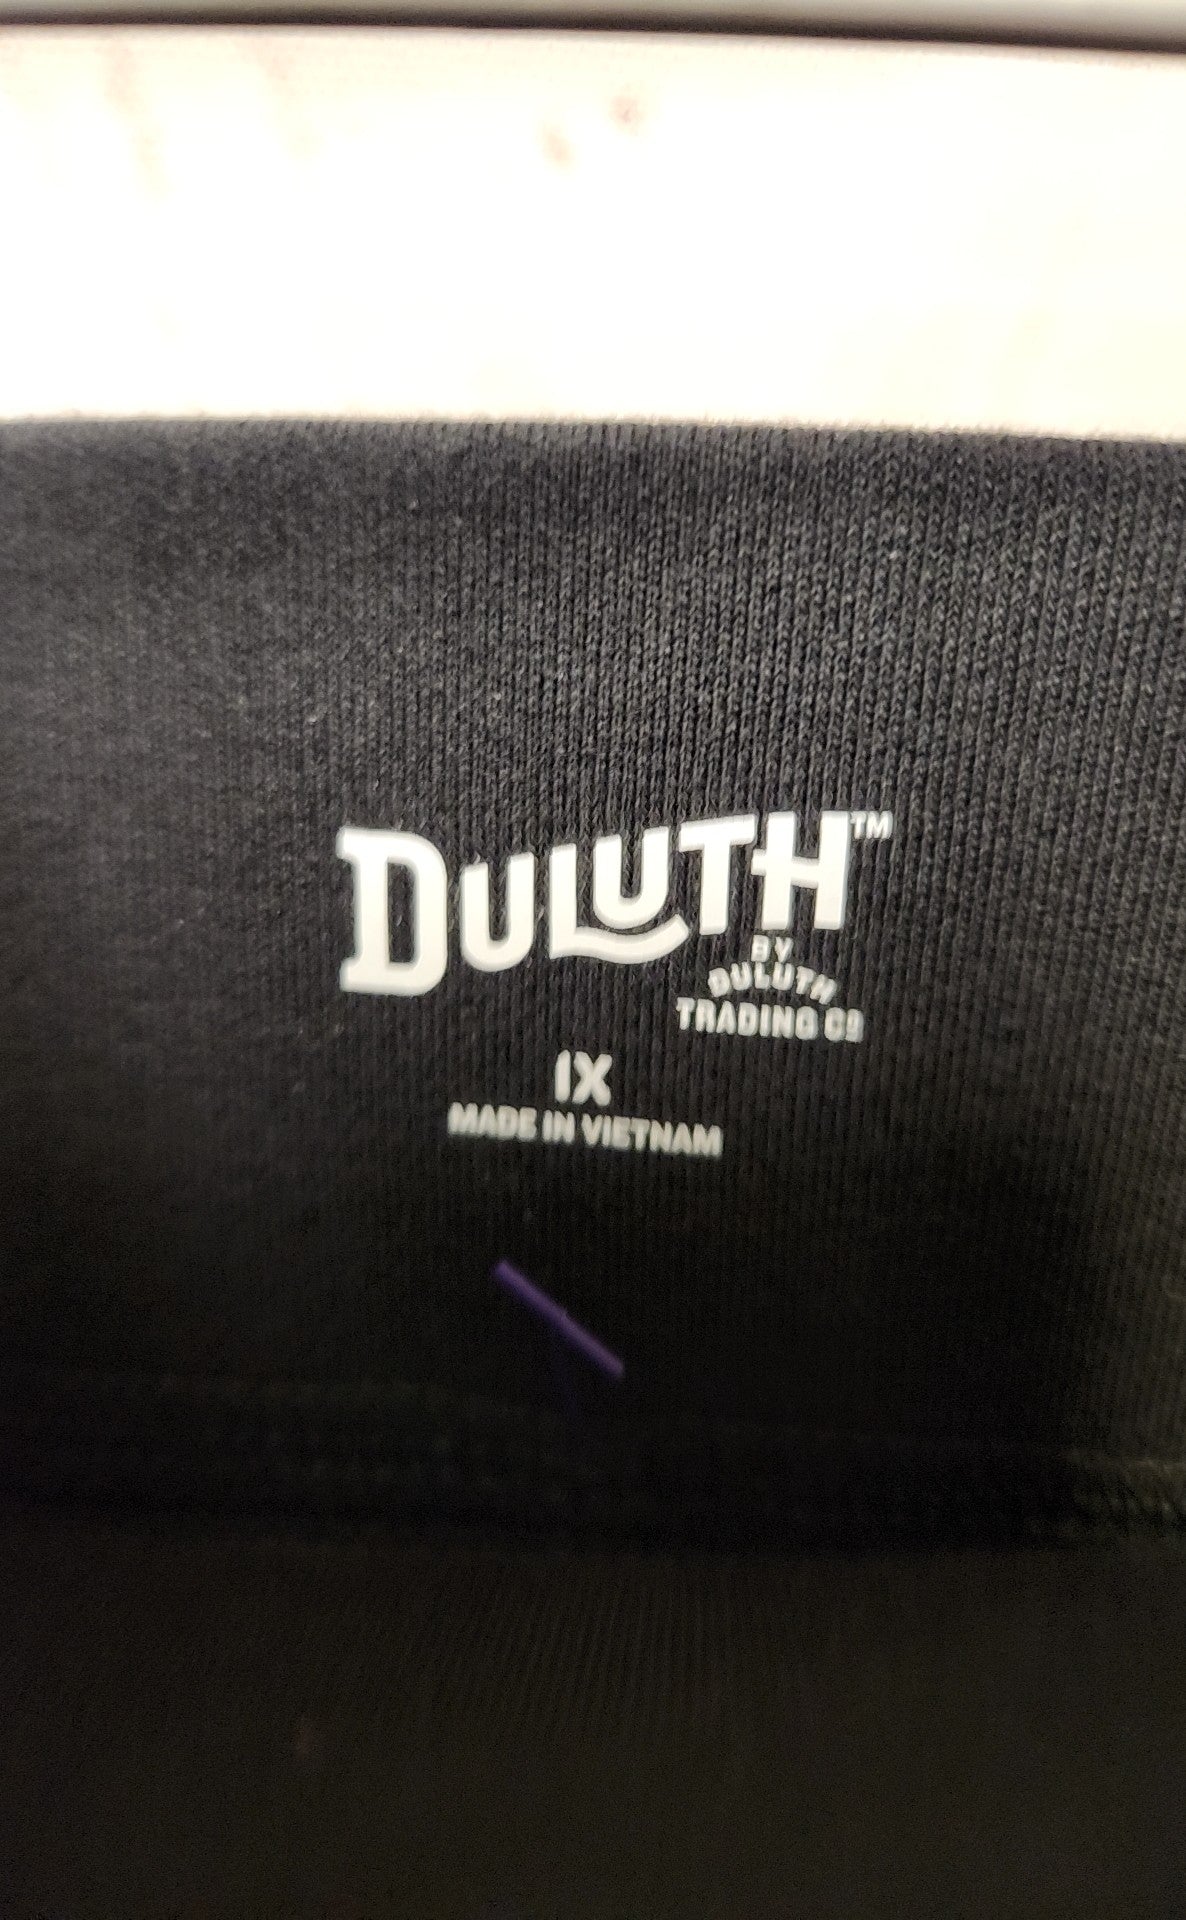 DULUTH™
BY
DULUTH
TRADING Cº
1X
MADE IN VIETNAM